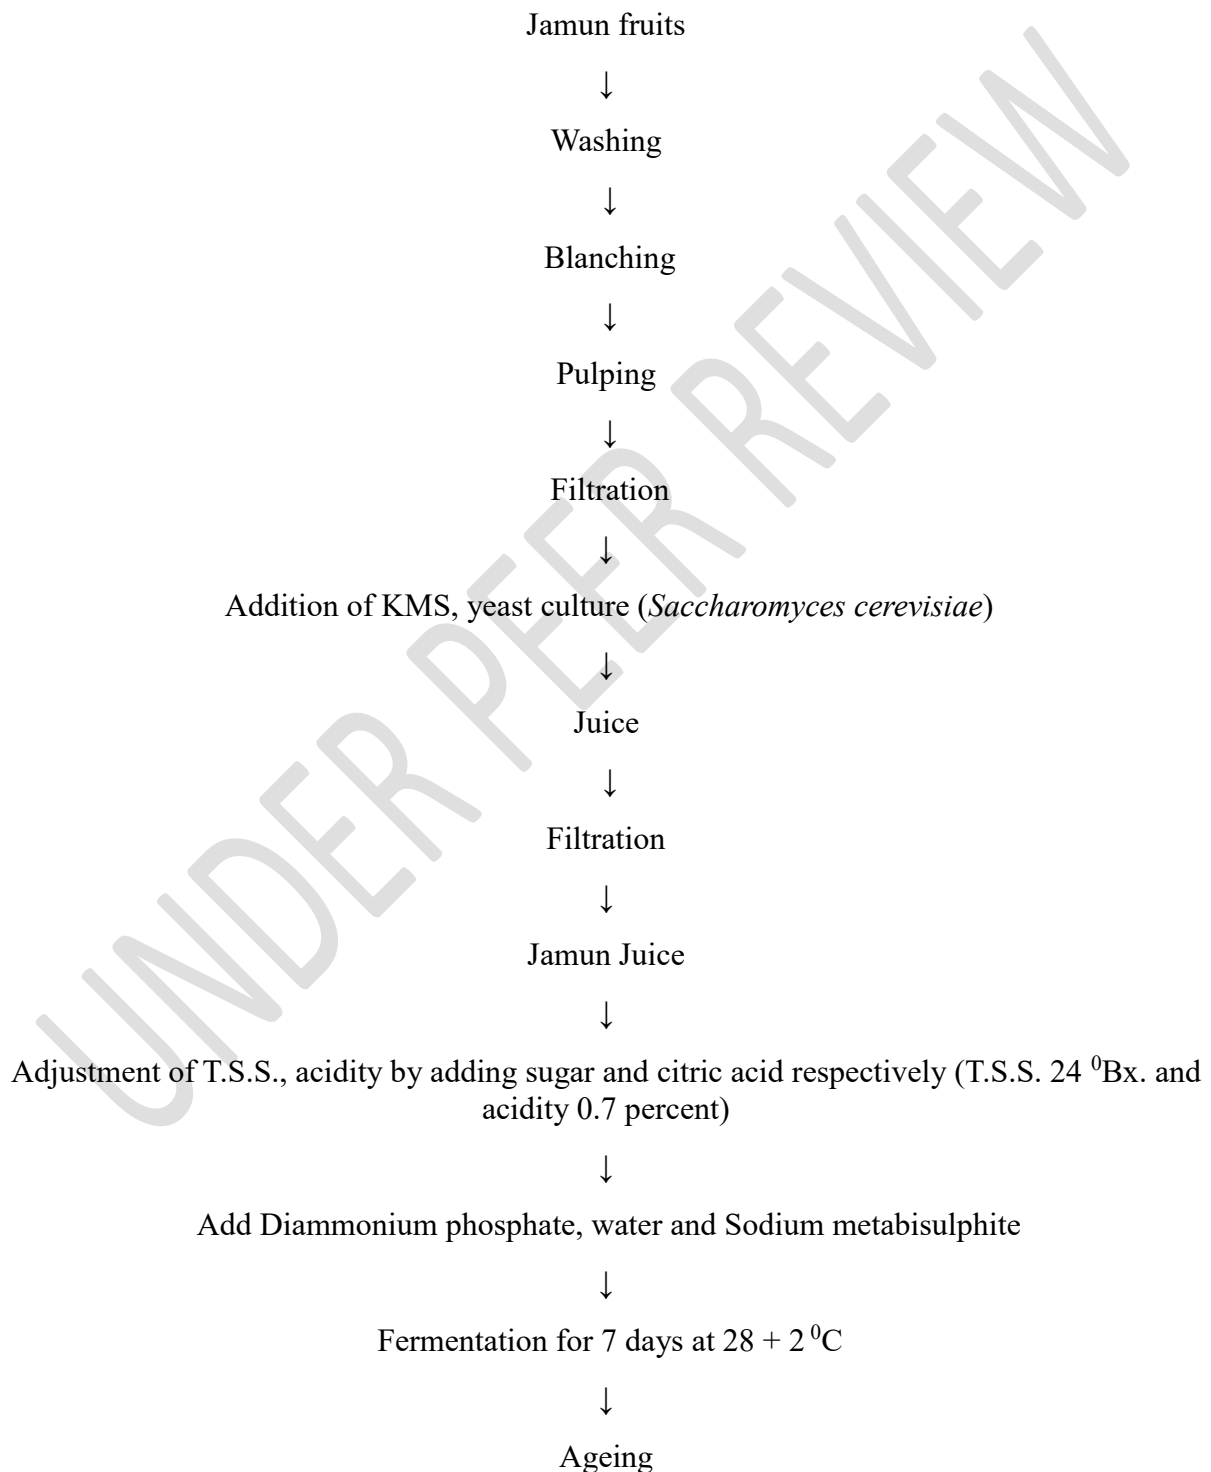 Jamun fruits
↓
Washing
↓
Blanching
↓
Pulping
↓
Filtration
↓
Addition of KMS, yeast culture (Saccharomyces cerevisiae)
↓
Juice
↓
Filtration
↓
Jamun Juice
↓
Adjustment of T.S.S., acidity by adding sugar and citric acid respectively (T.S.S. 24 ⁰Bx. and
acidity 0.7 percent)
↓
Add Diammonium phosphate, water and Sodium metabisulphite
↓
Fermentation for 7 days at 28 + 2 ⁰C
↓
Ageing
UNDER PEER REVIEW